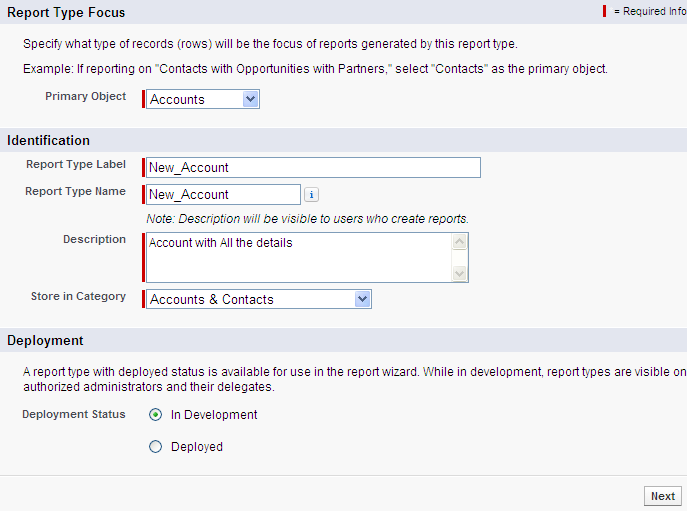 Report Type Focus
= Required Info
Specify what type of records (rows) will be the focus of reports generated by this report type.
Example: If reporting on "Contacts with Opportunities with Partners," select "Contacts" as the primary object.
Primary Object Accounts
Identification
Report Type Label New_Account
Report Type Name New_Account i
Note: Description will be visible to users who create reports.
Description Account with All the details
Store in Category Accounts & Contacts
Deployment
A report type with deployed status is available for use in the report wizard. While in development, report types are visible on
authorized administrators and their delegates.
Deployment Status In Development
Deployed
Next